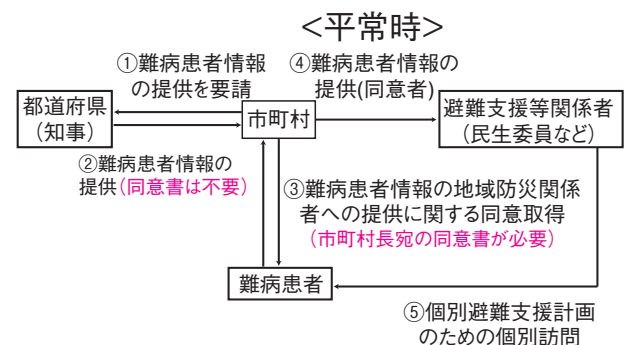 <平常時>
①難病患者情報
の提供を要請
④難病患者情報の
提供(同意者)
都道府県
（知事）
市町村
避難支援等関係者
（民生委員など）
②難病患者情報の
提供（同意書は不要）
③難病患者情報の地域防災関係
者への提供に関する同意取得
（市町村長宛の同意書が必要）
難病患者
⑤個別避難支援計画
のための個別訪問